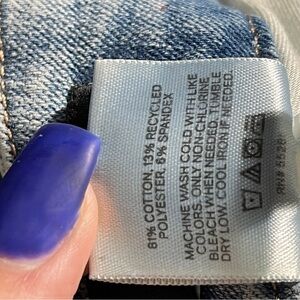 81% COTTON, 13% RECYCLED
POLYESTER, 6% SPANDEX
MACHINE WASH COLD WITH LIKE
COLORS. ONLY NON-CHLORINE
BLEACH WHEN NEEDED. TUMBLE
DRY LOW. COOL IRON IF NEEDED.